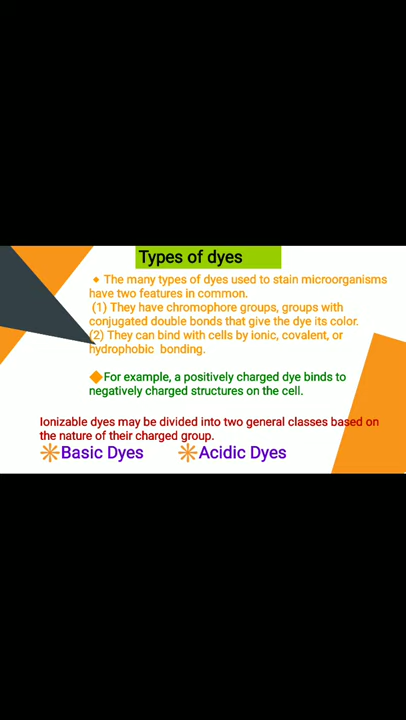 Types of dyes
The many types of dyes used to stain microorganisms
have two features in common.
(1) They have chromophore groups, groups with
conjugated double bonds that give the dye its color.
(2) They can bind with cells by ionic, covalent, or
hydrophobic bonding.
For example, a positively charged dye binds to
negatively charged structures on the cell.
Ionizable dyes may be divided into two general classes based on
the nature of their charged group.
Basic Dyes Acidic Dyes